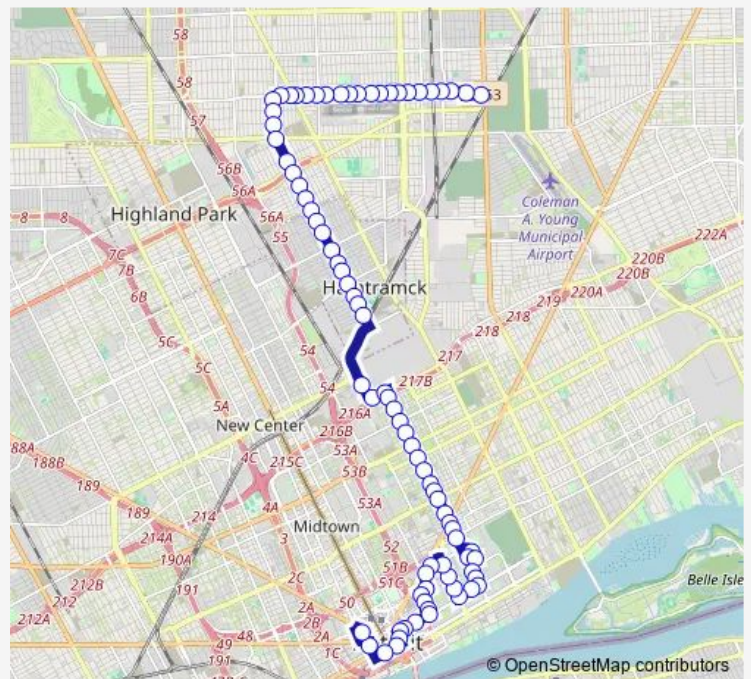 58
58
53
57
56B
56A
56A
55
Coleman
A. Young
Municipal
Airport
Highland Park
8
8
7C
7B
6B
222A
220B
220B
220A
219
218
218
217
217B
5C
5C
5A
54
54
216A
216B
New Center
88A
188B
4C
215C
53A
53B
189
189
214
4A
53A
214A
190A
Midtown
3
52
51B
51C
191
2C
212B
212
212A
2A
50
2B
48
2A
49
1C
191
Belle Isle
© OpenStreetMap contributors